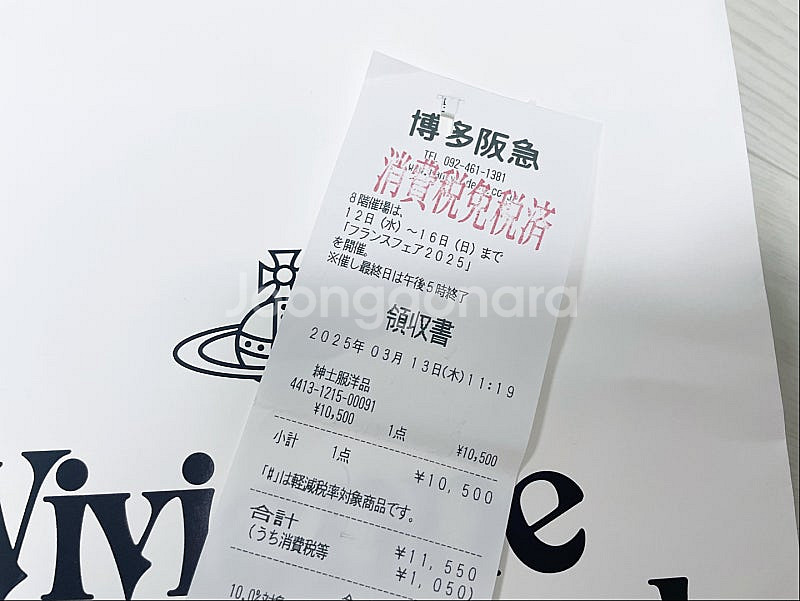 博多阪急
TEL 092-461-1381
消費税免税済
8階催場は、
12日(水)～16日(日)まで
「フランスフェア2025」
を開催。
※催し最終日は午後5時終了
Joongonara
領収書
2025年 03月 13日(木)11:19
紳士服洋品
4413-1215-00091
¥10,500 1点 ¥10,500
小計 1点 ¥10,500
「#」は軽減税率対象商品です。
合計 ¥11,550
(うち消費税等 ¥1,050)
10.0%対象
Vivi e